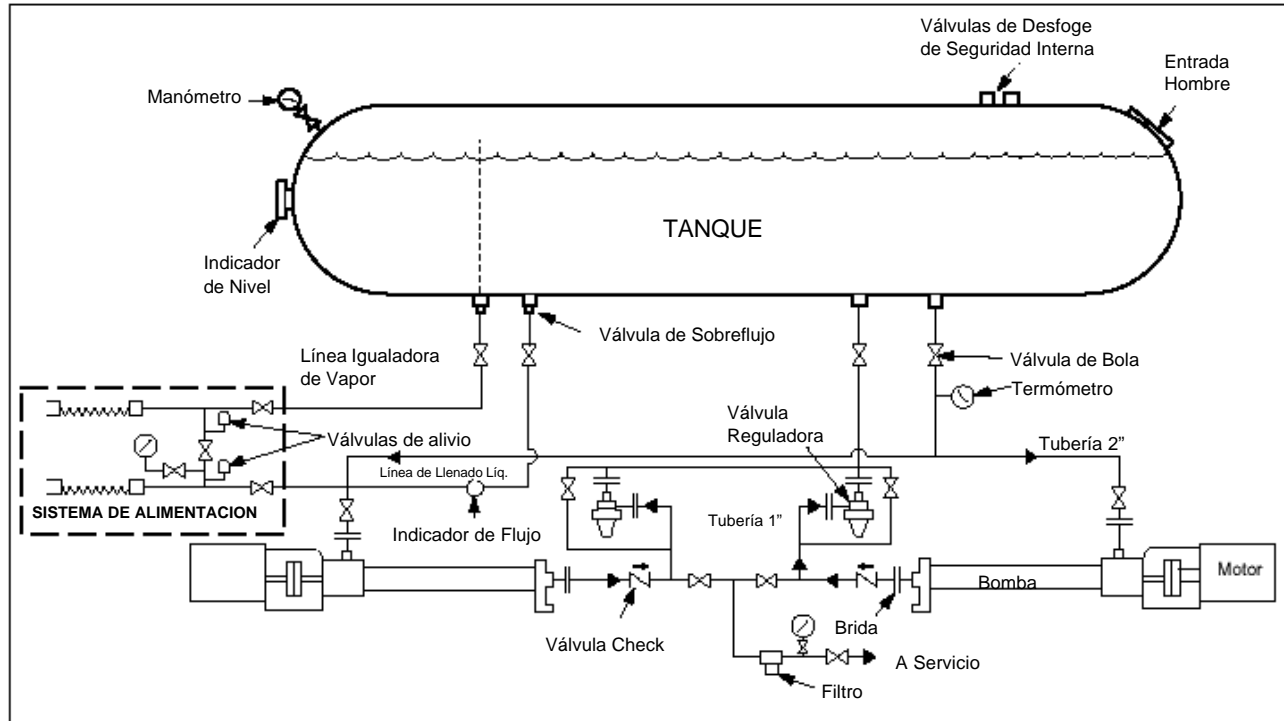 Válvulas de Desfoge
de Seguridad Interna
Entrada
Hombre
Manómetro
TANQUE
Indicador
de Nivel
Válvula de Sobreflujo
Línea Igualadora
de Vapor
Válvula de Bola
Termómetro
Válvula
Reguladora
Válvulas de alivio
Tubería 2”
Línea de Llenado Líq.
SISTEMA DE ALIMENTACION
Indicador de Flujo
Tubería 1”
Bomba
Motor
Brida
Válvula Check
A Servicio
Filtro